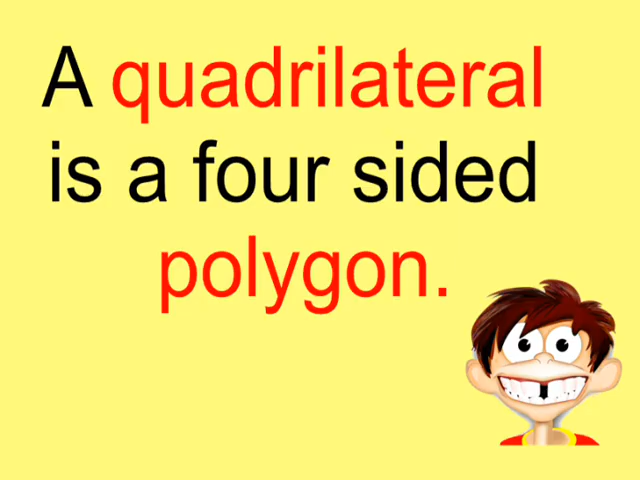 A quadrilateral
is a four sided
polygon.